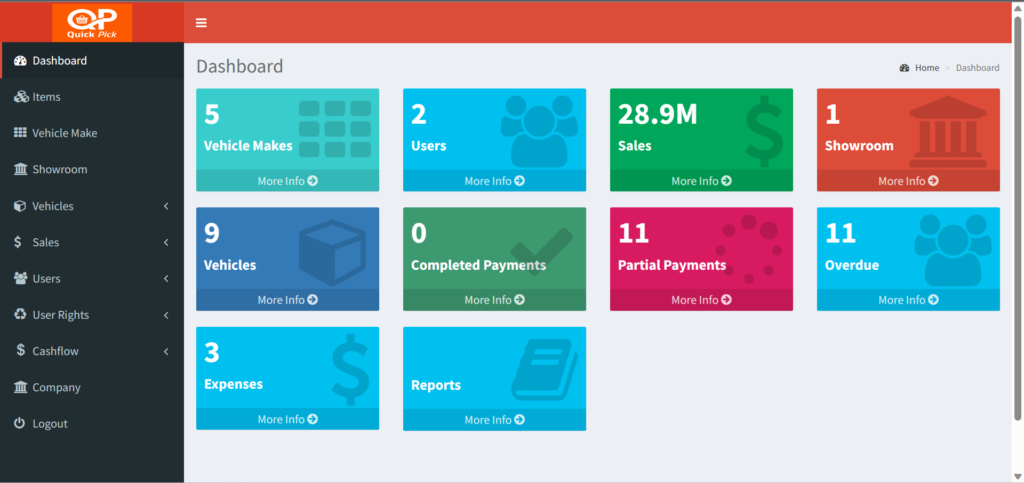 QP
Quick Pick
Dashboard
Items
Vehicle Make
Showroom
Vehicles
Sales
Users
User Rights
Cashflow
Company
Logout
Dashboard
Home > Dashboard
5
Vehicle Makes
More Info
2
Users
More Info
28.9M
Sales
More Info
1
Showroom
More Info
9
Vehicles
More Info
0
Completed Payments
More Info
11
Partial Payments
More Info
11
Overdue
More Info
3
Expenses
More Info
Reports
More Info